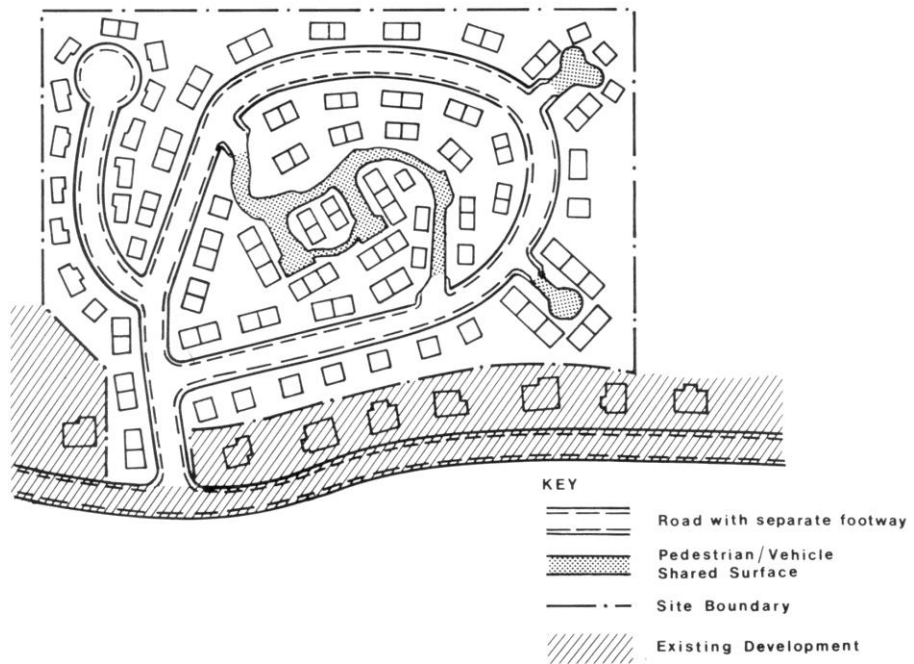 KEY
Road with separate footway
Pedestrian/Vehicle
Shared Surface
Site Boundary
Existing Development